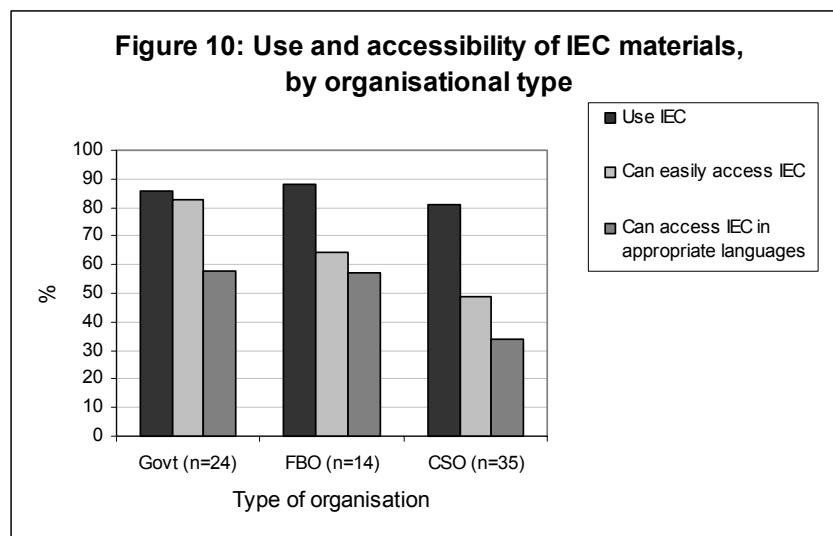 Figure 10: Use and accessibility of IEC materials,
by organisational type
Use IEC
Can easily access IEC
Can access IEC in
appropriate languages
100
90
80
70
60
50
40
30
20
10
0
%
Govt (n=24) FBO (n=14) CSO (n=35)
Type of organisation